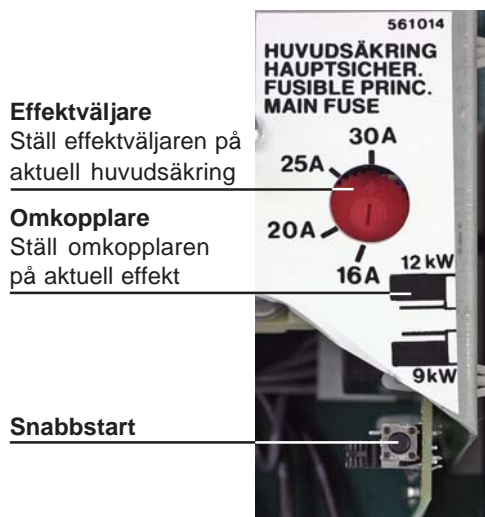 561014
HUVUDSÄKRING
HAUPTSICHER.
FUSIBLE PRINC.
MAIN FUSE
30A
25A
20A
16A
12 kW
9kW
Effektväljare
Ställ effektväljaren på
aktuell huvudsäkring
Omkopplare
Ställ omkopplaren
på aktuell effekt
Snabbstart